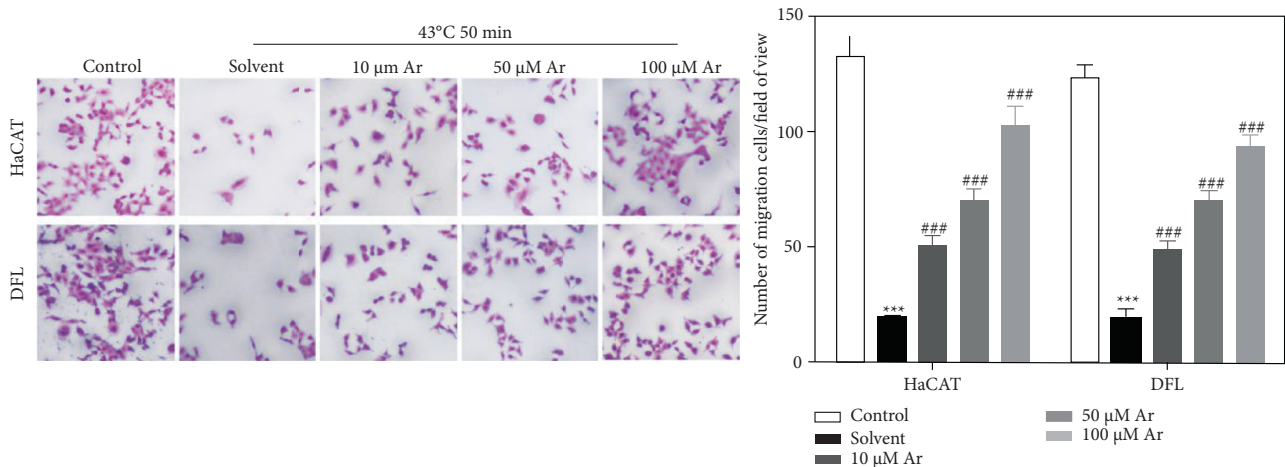 43°C 50 min
Control Solvent 10 μm Ar 50 μM Ar 100 μM Ar
HaCAT
DFL
Number of migration cells/field of view
150
100
50
0
***
###
###
###
***
###
###
###
HaCAT DFL
Control
Solvent
10 μM Ar
50 μM Ar
100 μM Ar